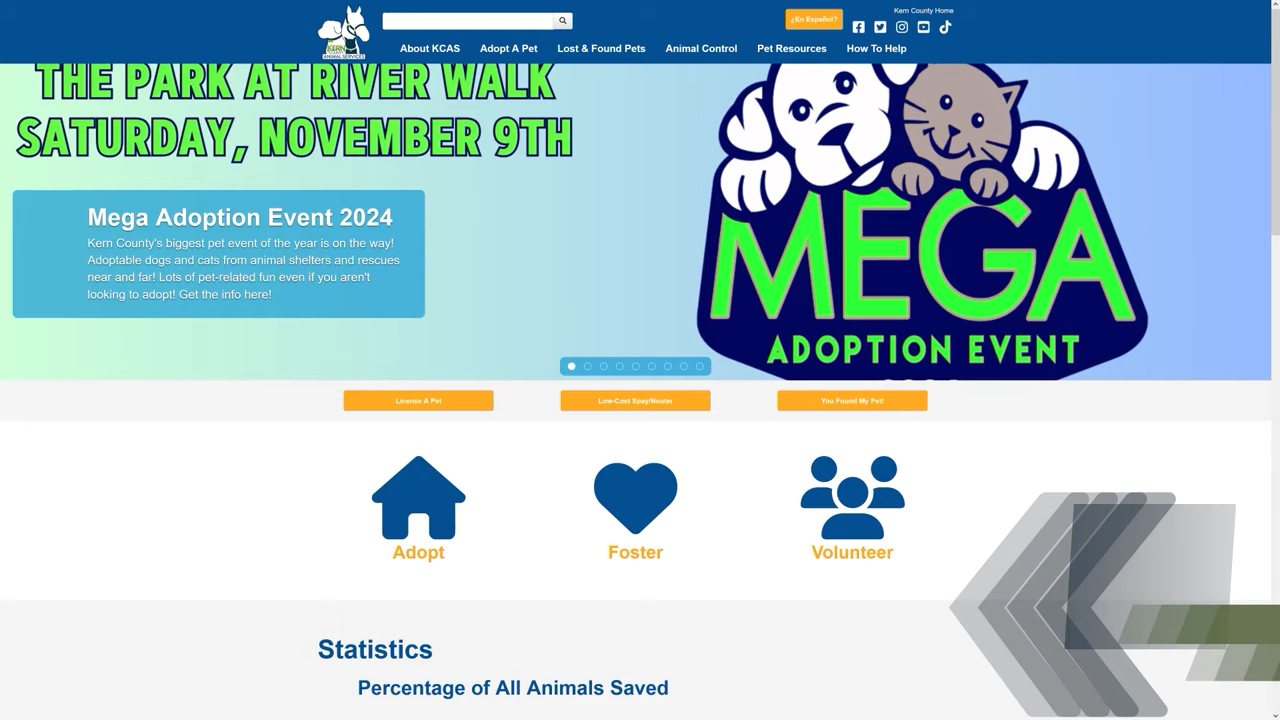 Kern County Home
¿En Español?
KERN
ANIMAL SERVICES
About KCAS
Adopt A Pet
Lost & Found Pets
Animal Control
Pet Resources
How To Help
THE PARK AT RIVER WALK
SATURDAY, NOVEMBER 9TH
Mega Adoption Event 2024
Kern County's biggest pet event of the year is on the way!
Adoptable dogs and cats from animal shelters and rescues
near and far! Lots of pet-related fun even if you aren't
looking to adopt! Get the info here!
MEGA
ADOPTION EVENT
License A Pet
Low-Cost Spay/Neuter
You Found My Pet!
Adopt
Foster
Volunteer
Statistics
Percentage of All Animals Saved